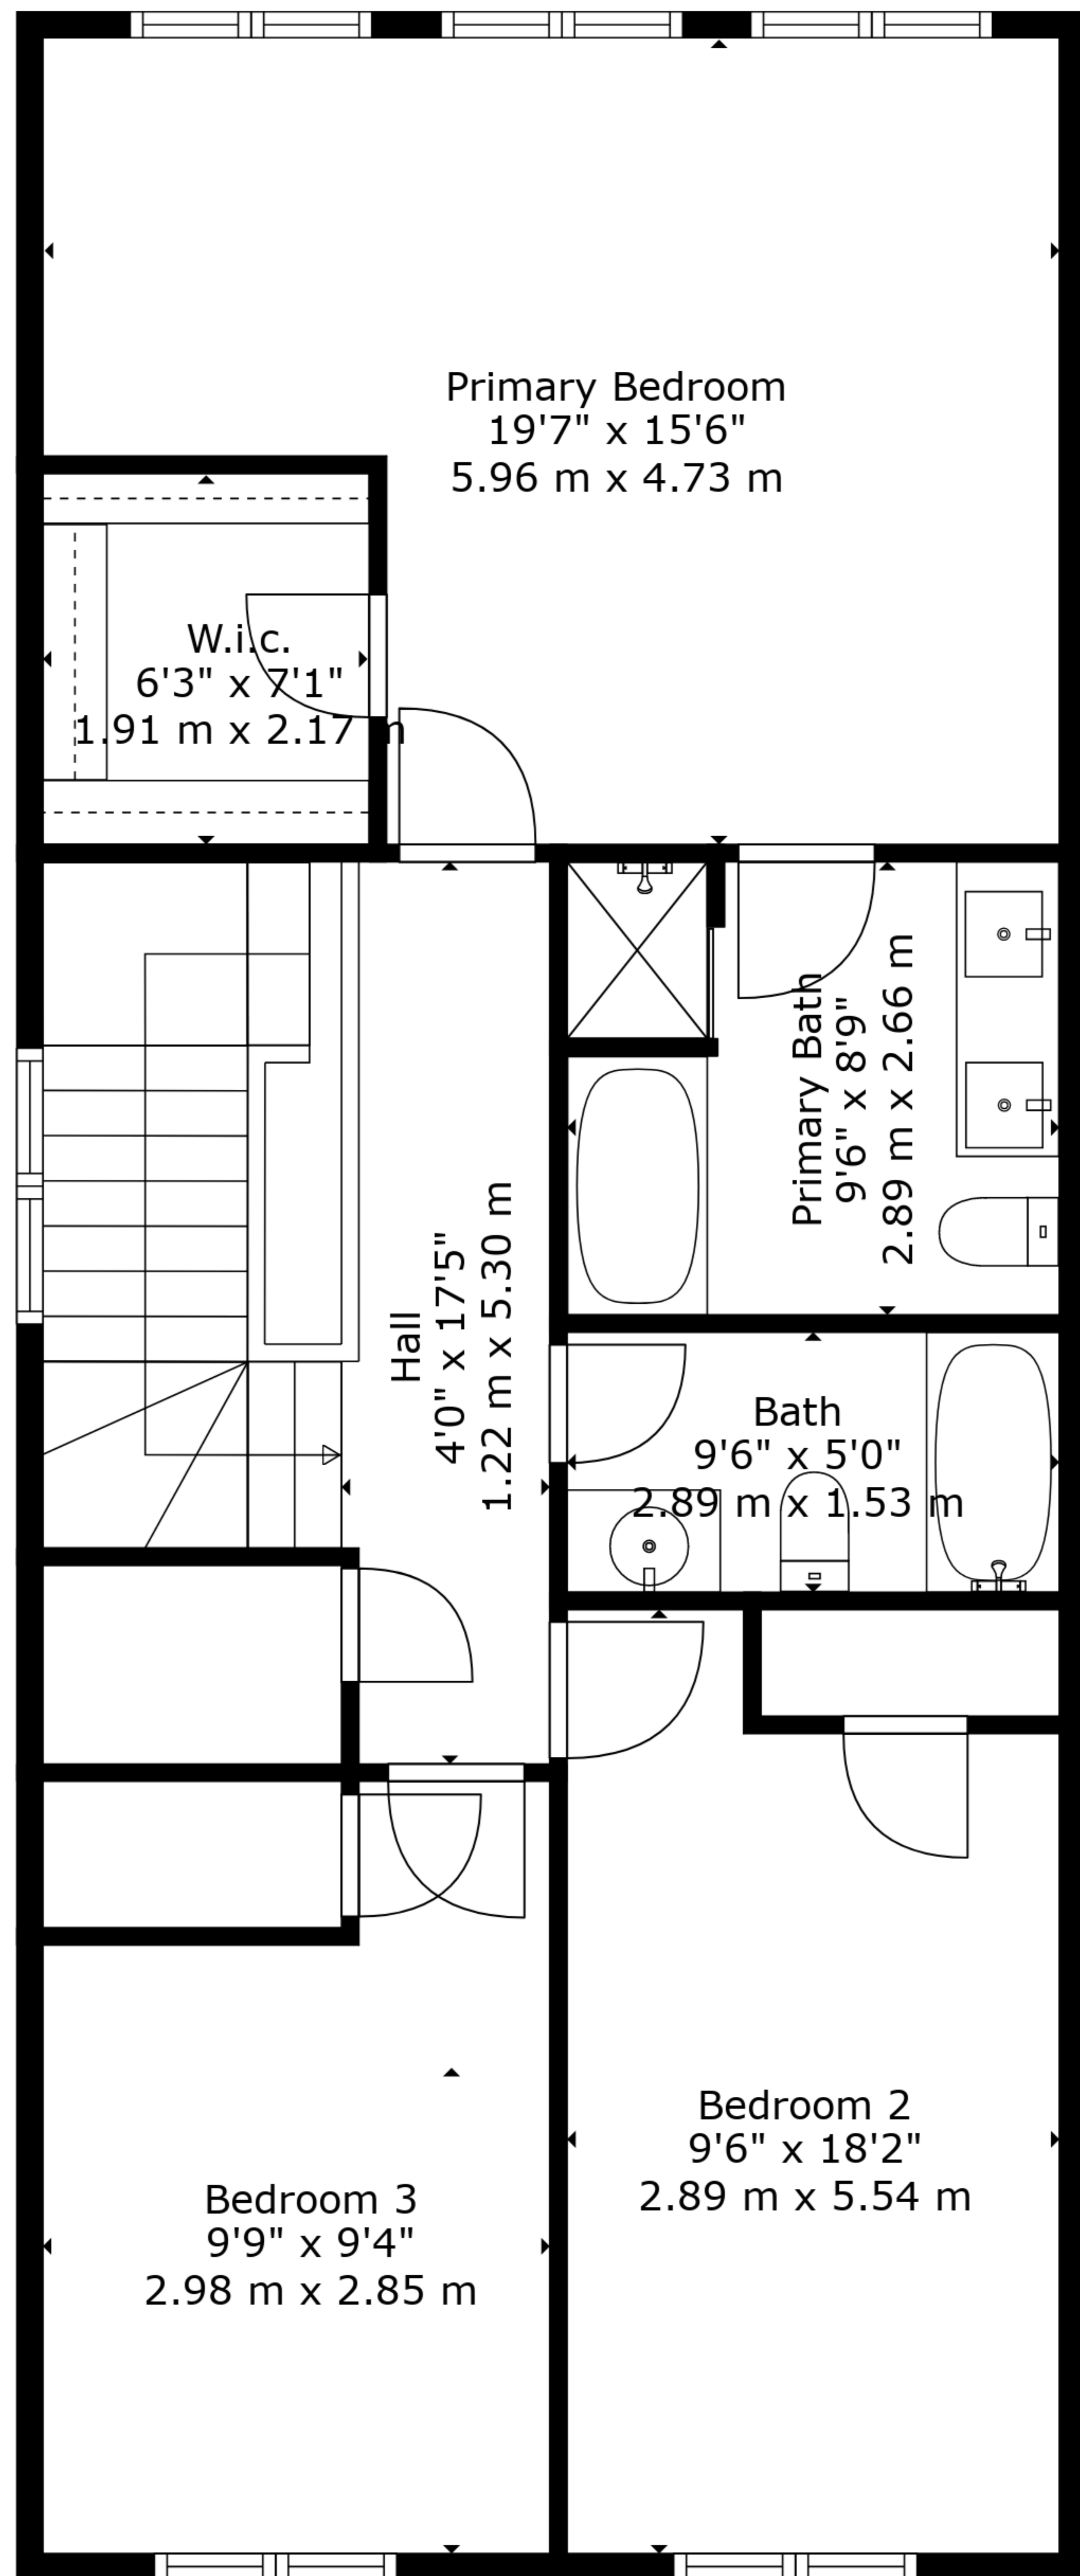 Primary Bedroom
19'7" x 15'6"
5.96 m x 4.73 m
W.i.c.
6'3" x 7'1"
1.91 m x 2.17 m
Primary Bath
9'6" x 8'9"
2.89 m x 2.66 m
Hall
4'0" x 17'5"
1.22 m x 5.30 m
Bath
9'6" x 5'0"
2.89 m x 1.53 m
Bedroom 2
9'6" x 18'2"
2.89 m x 5.54 m
Bedroom 3
9'9" x 9'4"
2.98 m x 2.85 m